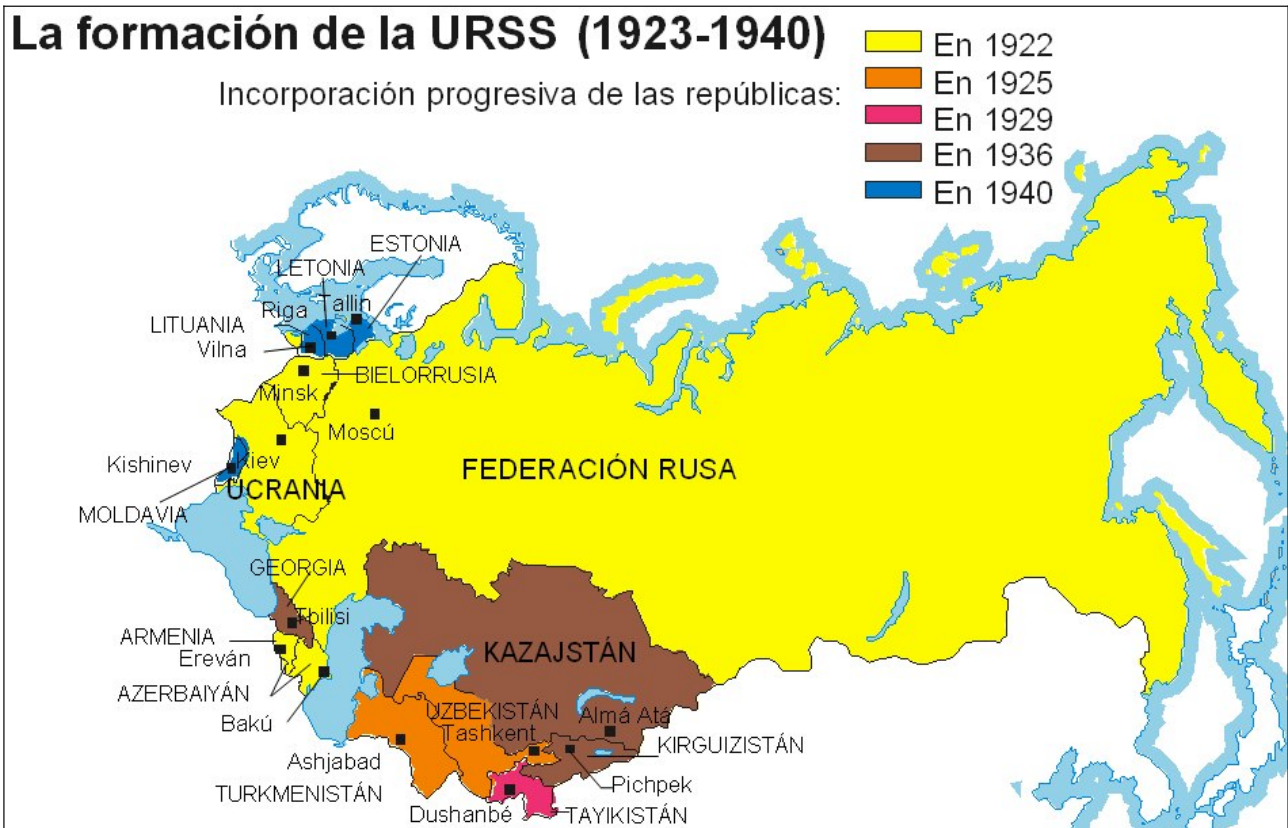 La formación de la URSS (1923-1940)
Incorporación progresiva de las repúblicas:
En 1922
En 1925
En 1929
En 1936
En 1940
ESTONIA
LETONIA
Tallin
Riga
LITUANIA
Vilna
BIELORRUSIA
Minsk
Moscú
Kishinev
Kiev
FEDERACIÓN RUSA
UCRANIA
MOLDAVIA
GEORGIA
Tbilisi
ARMENIA
Ereván
KAZAJSTÁN
AZERBAIYÁN
Bakú
UZBEKISTÁN
Almá Atá
Tashkent
KIRGUIZISTÁN
Ashjabad
Pichpek
TURKMENISTÁN
Dushanbé
TAYIKISTÁN